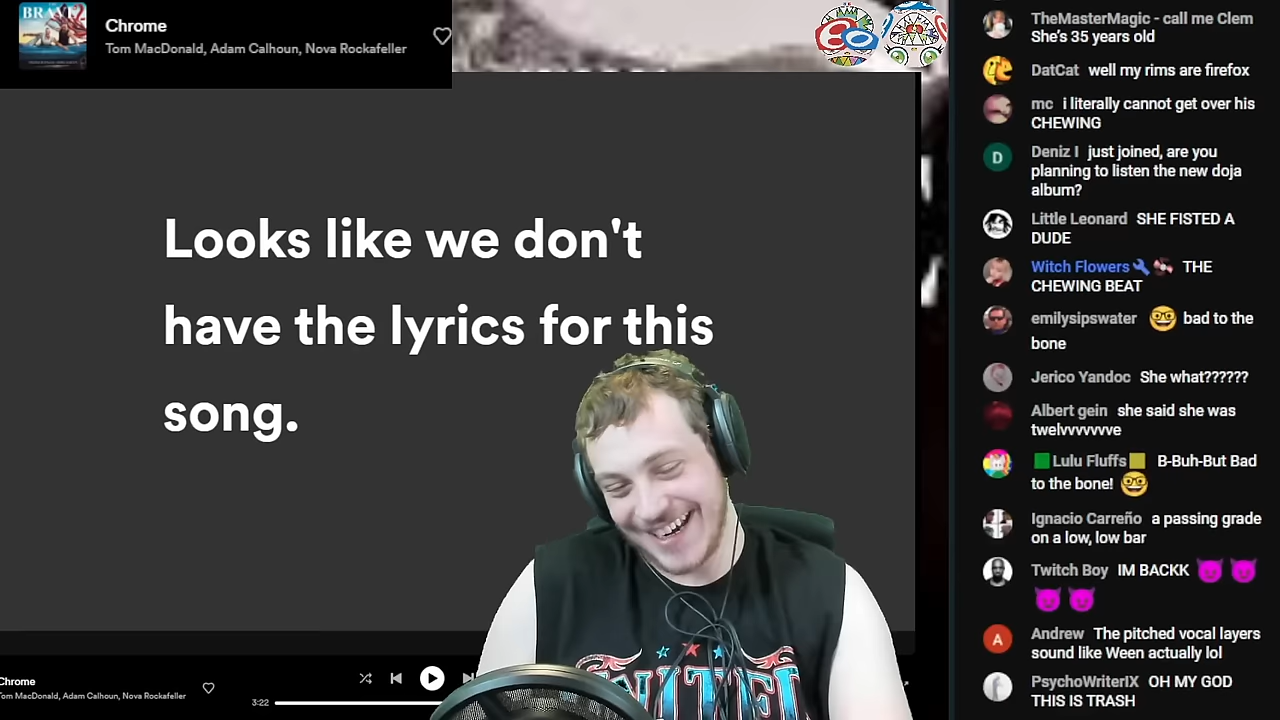 BRAVE
Chrome
Tom MacDonald, Adam Calhoun, Nova Rockafeller
Looks like we don't
have the lyrics for this
song.
Chrome
Tom MacDonald, Adam Calhoun, Nova Rockafeller
3:22
UNITED
TheMasterMagic - call me Clem
She's 35 years old
DatCat well my rims are firefox
mc i literally cannot get over his
CHEWING
Deniz I just joined, are you
planning to listen the new doja
album?
D
Little Leonard SHE FISTED A
DUDE
Witch Flowers THE
CHEWING BEAT
emilysipswater 🤓 bad to the
bone
Jerico Yandoc She what??????
Albert gein she said she was
twelvvvvvve
🟩Lulu Fluffs🟨 B-Buh-But Bad
to the bone! 🤓
Ignacio Carreño a passing grade
on a low, low bar
Twitch Boy IM BACKK 😈 😈
😈 😈
Andrew The pitched vocal layers
sound like Ween actually lol
A
PsychoWriterIX OH MY GOD
THIS IS TRASH